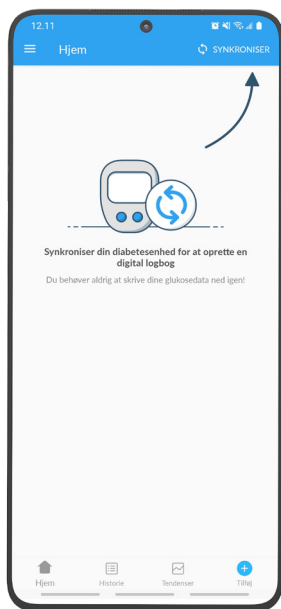 12.11
Hjem
SYNKRONISER
Synkroniser din diabetesenhed for at oprette en
digital logbog
Du behøver aldrig at skrive dine glukosedata ned igen!
Hjem
Historie
Tendenser
Tilføj